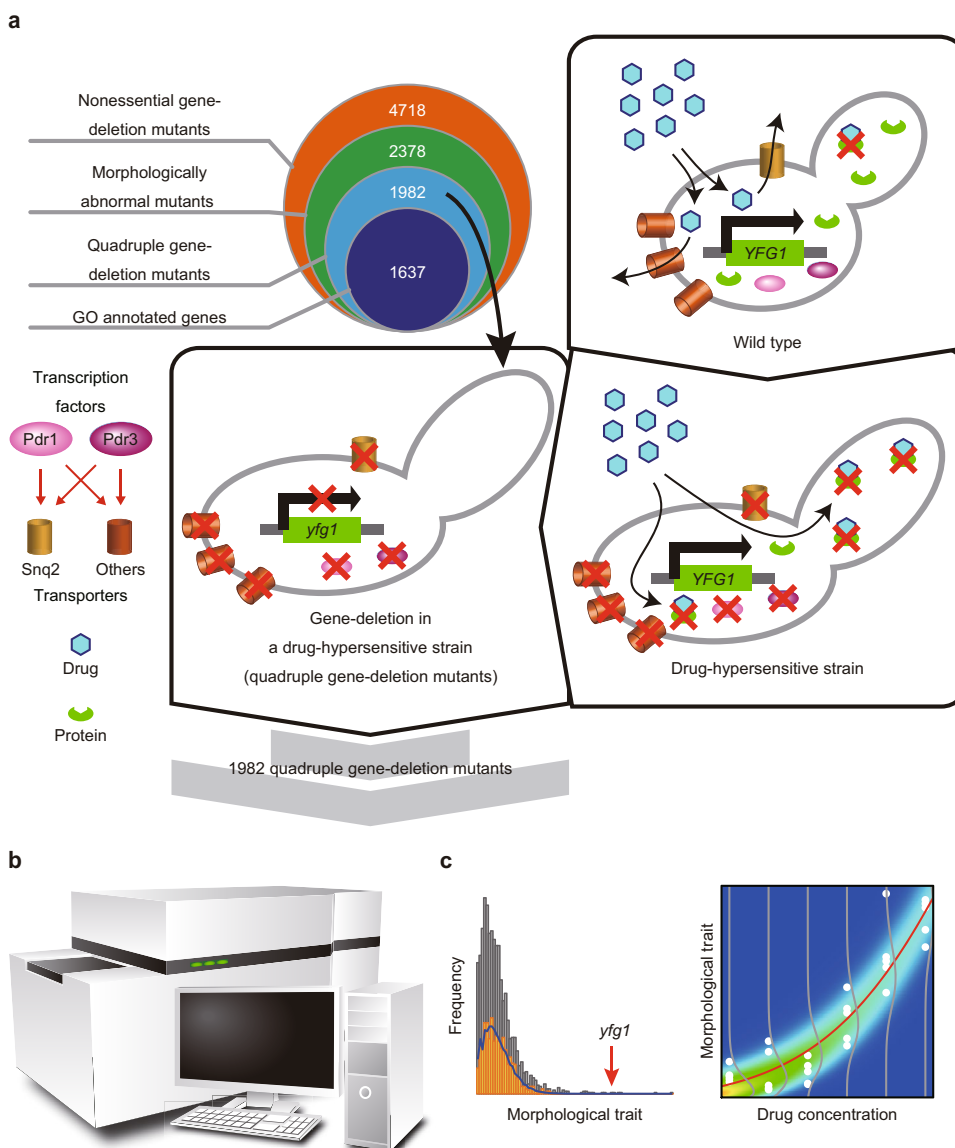 a
Nonessential gene-
deletion mutants
Morphologically
abnormal mutants
Quadruple gene-
deletion mutants
GO annotated genes
4718
2378
1982
1637
YFG1
Wild type
Transcription
factors
Pdr1
Pdr3
Snq2
Others
Transporters
Drug
Protein
yfg1
Gene-deletion in
a drug-hypersensitive strain
(quadruple gene-deletion mutants)
YFG1
Drug-hypersensitive strain
1982 quadruple gene-deletion mutants
b
c
Frequency
yfg1
Morphological trait
Morphological trait
Drug concentration